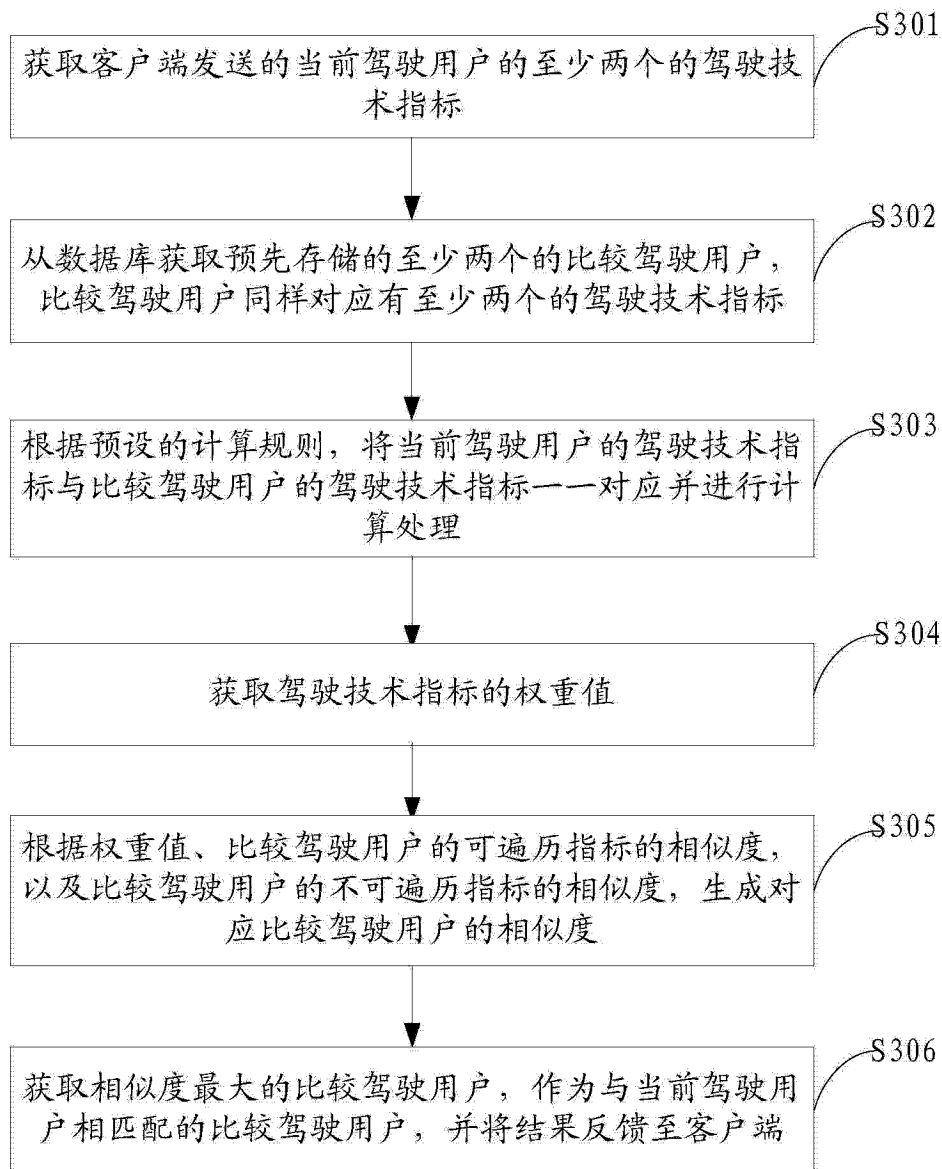 S301
获取客户端发送的当前驾驶用户的至少两个的驾驶技
术指标
S302
从数据库获取预先存储的至少两个的比较驾驶用户，
比较驾驶用户同样对应有至少两个的驾驶技术指标
S303
根据预设的计算规则，将当前驾驶用户的驾驶技术指
标与比较驾驶用户的驾驶技术指标一一对应并进行计
算处理
S304
获取驾驶技术指标的权重值
S305
根据权重值、比较驾驶用户的可遍历指标的相似度，
以及比较驾驶用户的不可遍历指标的相似度，生成对
应比较驾驶用户的相似度
S306
获取相似度最大的比较驾驶用户，作为与当前驾驶用
户相匹配的比较驾驶用户，并将结果反馈至客户端